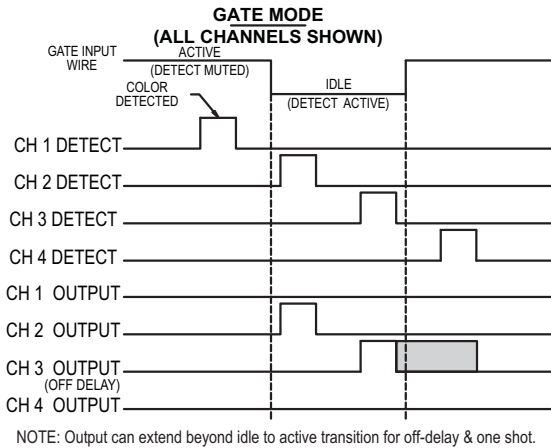 GATE MODE
(ALL CHANNELS SHOWN)
GATE INPUT
WIRE
ACTIVE
(DETECT MUTED)
IDLE
(DETECT ACTIVE)
COLOR
DETECTED
CH 1 DETECT
CH 2 DETECT
CH 3 DETECT
CH 4 DETECT
CH 1 OUTPUT
CH 2 OUTPUT
CH 3 OUTPUT
(OFF DELAY)
CH 4 OUTPUT
NOTE: Output can extend beyond idle to active transition for off-delay & one shot.